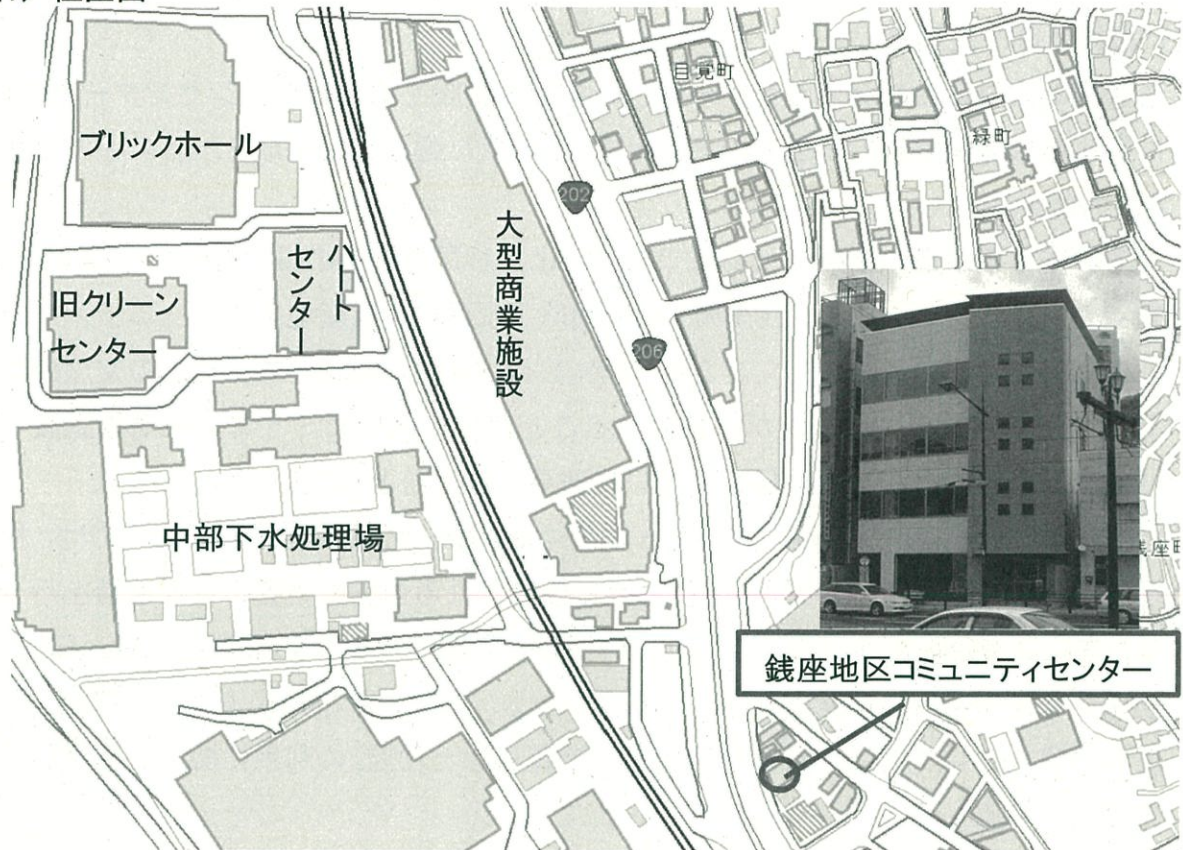 位置図
目覚町
緑町
ブリックホール
202
大型商業施設
ハート
センター
旧クリーン
センター
206
中部下水処理場
銭座町
銭座地区コミュニティセンター